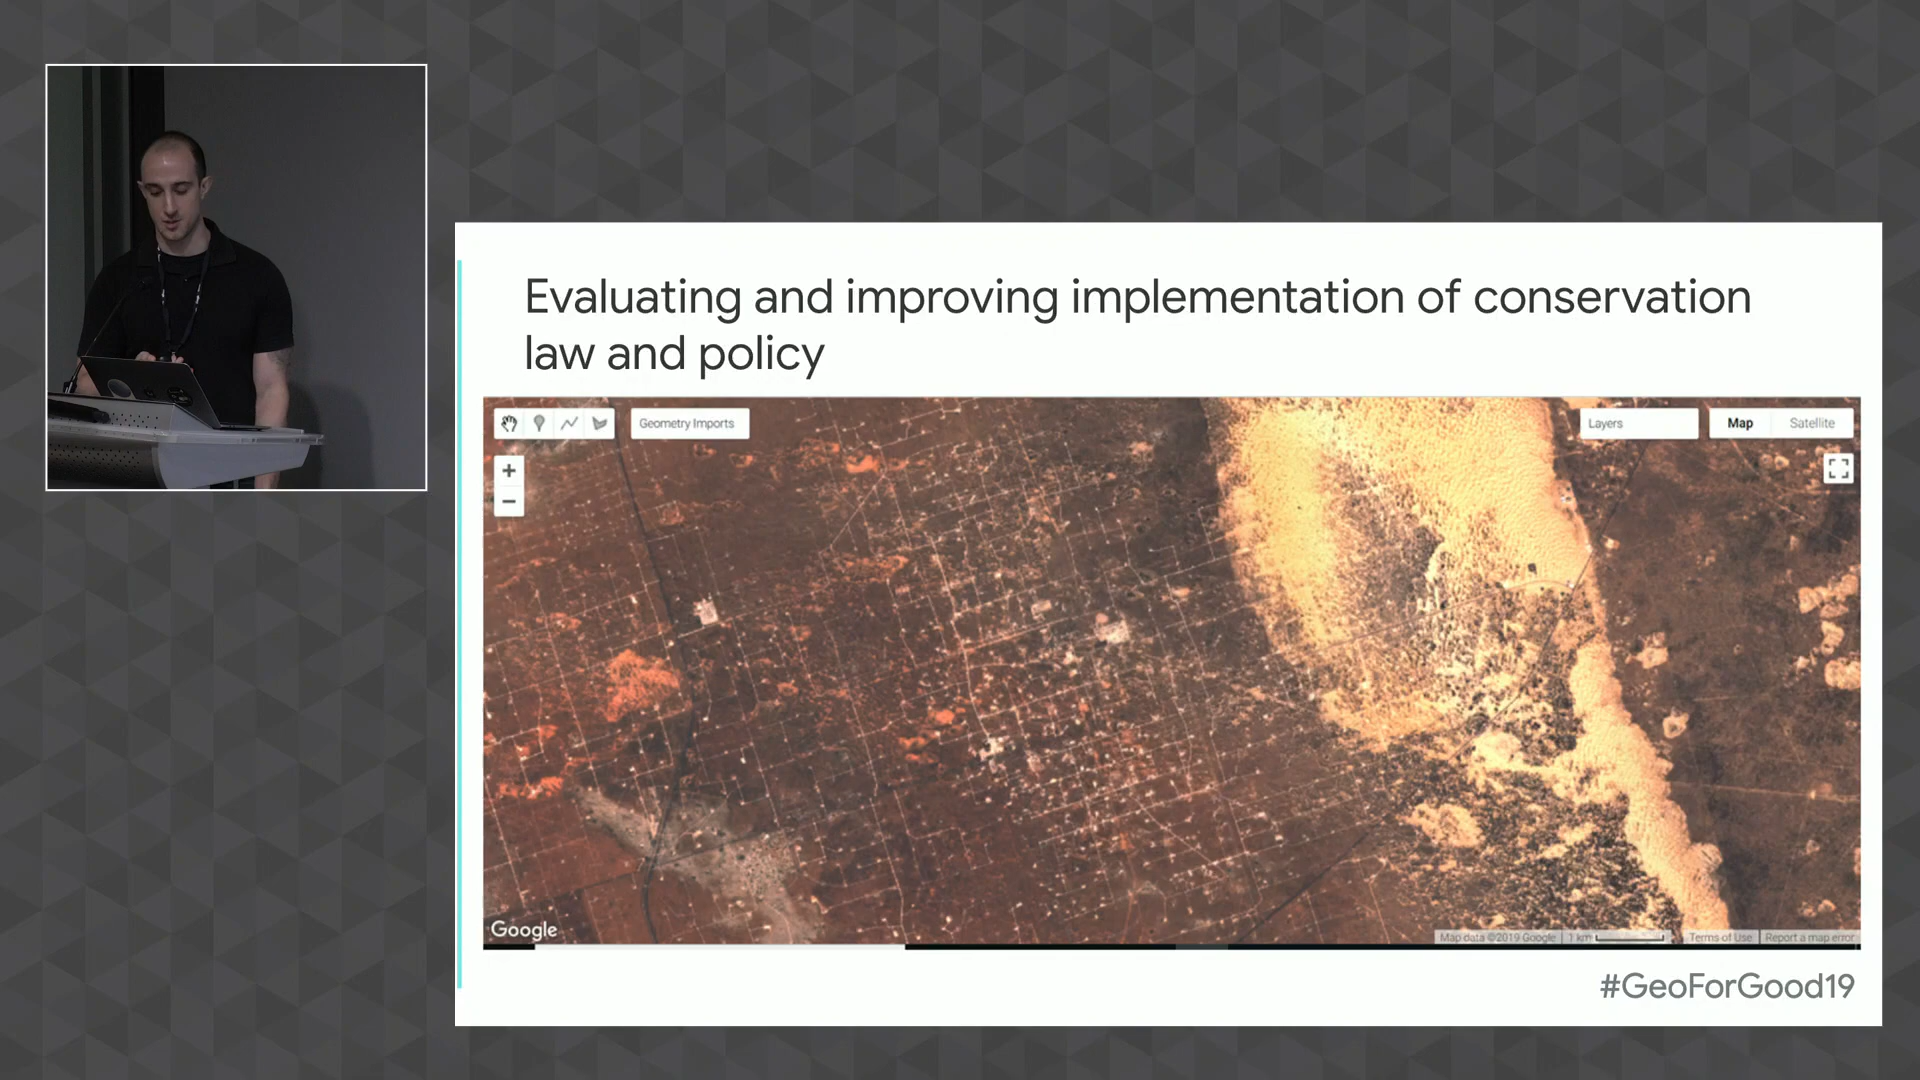 Evaluating and improving implementation of conservation
law and policy
Geometry Imports
Layers
Map
Satellite
+
−
Google
Map data ©2019 Google
1 km
Terms of Use
Report a map error
#GeoForGood19